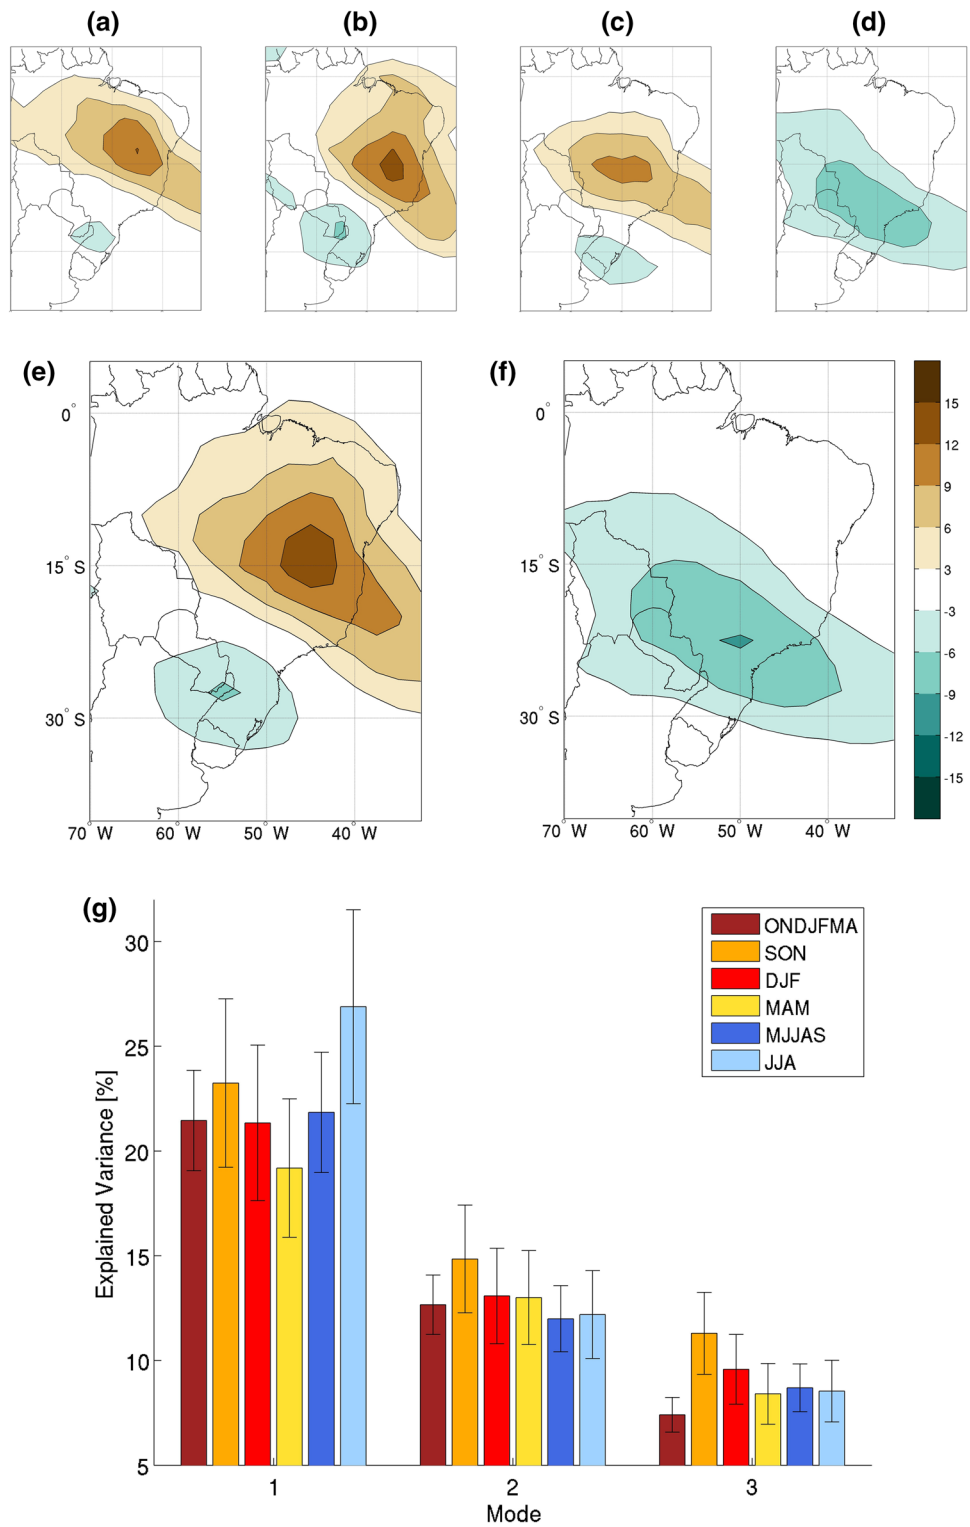 (a) (b) (c) (d)
(e) (f)
0° 0°
15° S 15° S
30° S 30° S
70° W 60° W 50° W 40° W 70° W 60° W 50° W 40° W
15
12
9
6
3
-3
-6
-9
-12
-15
(g)
ONDJFMA
SON
DJF
MAM
MJJAS
JJA
Explained Variance [%]
30
25
20
15
10
5
1 2 3
Mode